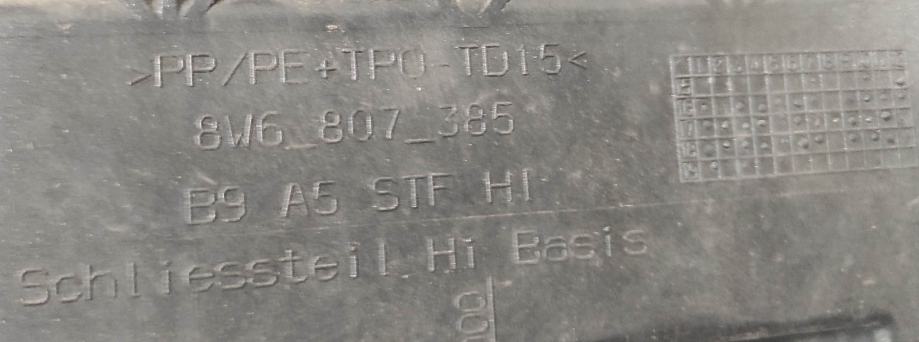 >PP/PE+TPO-TD15<
8W6_807_385
B9 A5 STF HI
Schliessteil Hi Basis